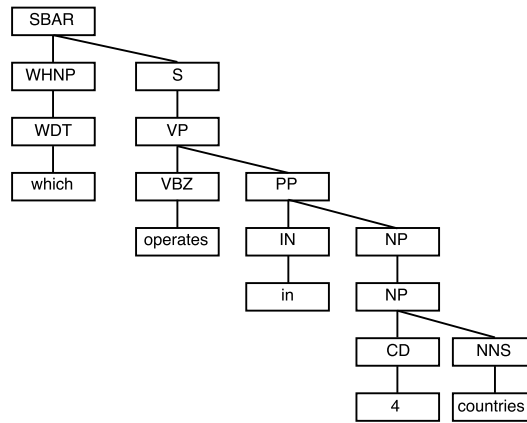 SBAR
WHNP S
WDT VP
which VBZ PP
operates IN NP
in NP
CD NNS
4 countries